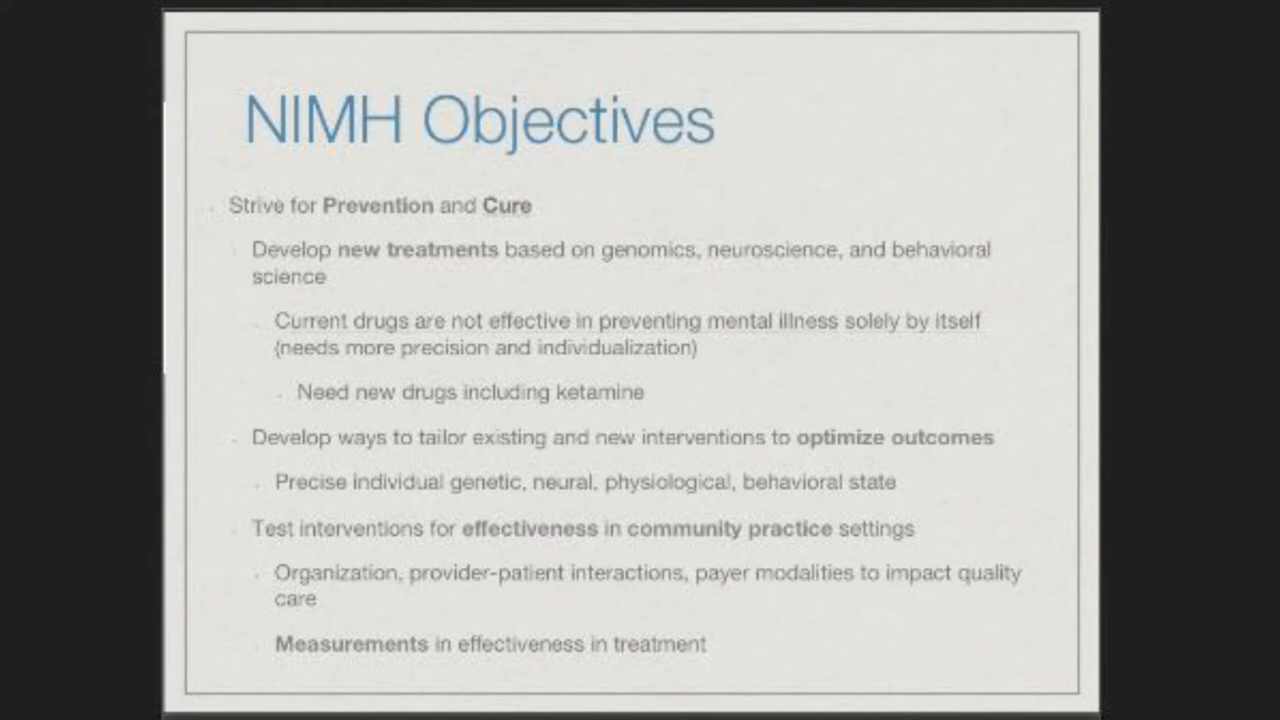 NIMH Objectives
Strive for Prevention and Cure
Develop new treatments based on genomics, neuroscience, and behavioral
science
Current drugs are not effective in preventing mental illness solely by itself
(needs more precision and individualization)
Need new drugs including ketamine
Develop ways to tailor existing and new interventions to optimize outcomes
Precise individual genetic, neural, physiological, behavioral state
Test interventions for effectiveness in community practice settings
Organization, provider-patient interactions, payer modalities to impact quality
care
Measurements in effectiveness in treatment